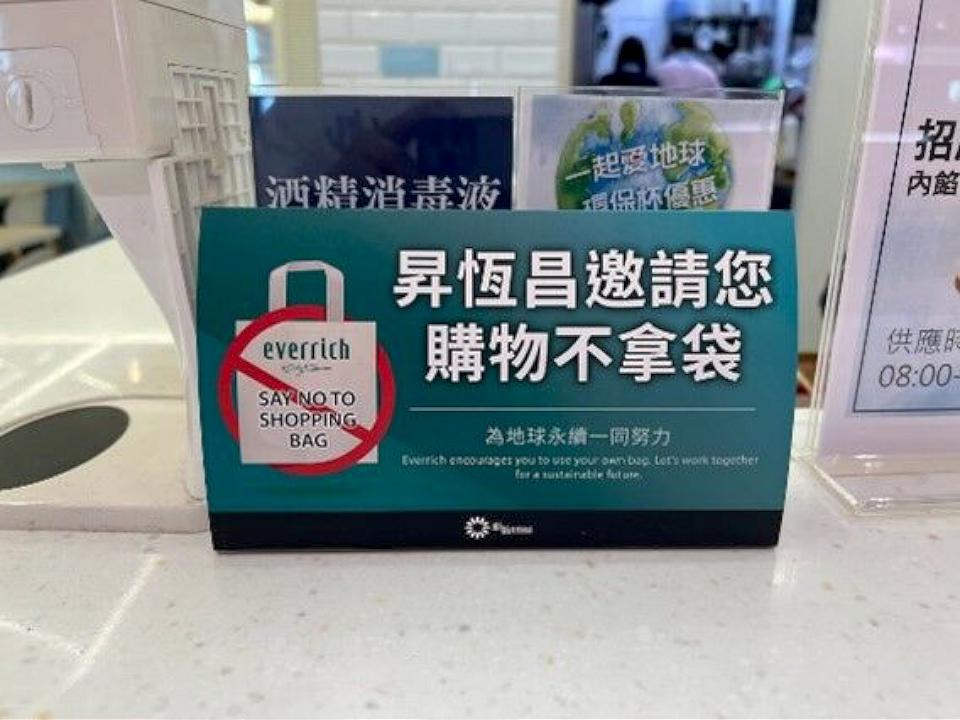 酒精消毒液
一起愛地球
環保杯優惠
昇恆昌邀請您
購物不拿袋
everrich
SAY NO TO
SHOPPING
BAG
為地球永續一同努力
Everrich encourages you to use your own bag. Let's work together
for a sustainable future.
內餡
供應時
08:00-